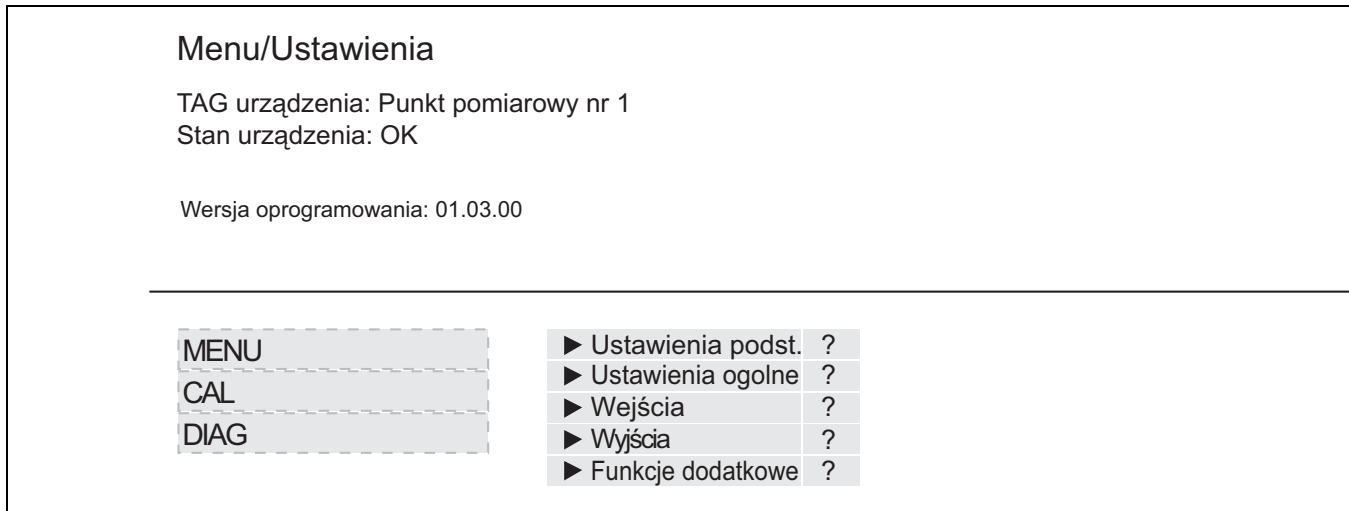 Menu/Ustawienia
TAG urządzenia: Punkt pomiarowy nr 1
Stan urządzenia: OK
Wersja oprogramowania: 01.03.00
MENU
CAL
DIAG
► Ustawienia podst. ?
► Ustawienia ogolne ?
► Wejścia ?
► Wyjścia ?
► Funkcje dodatkowe ?